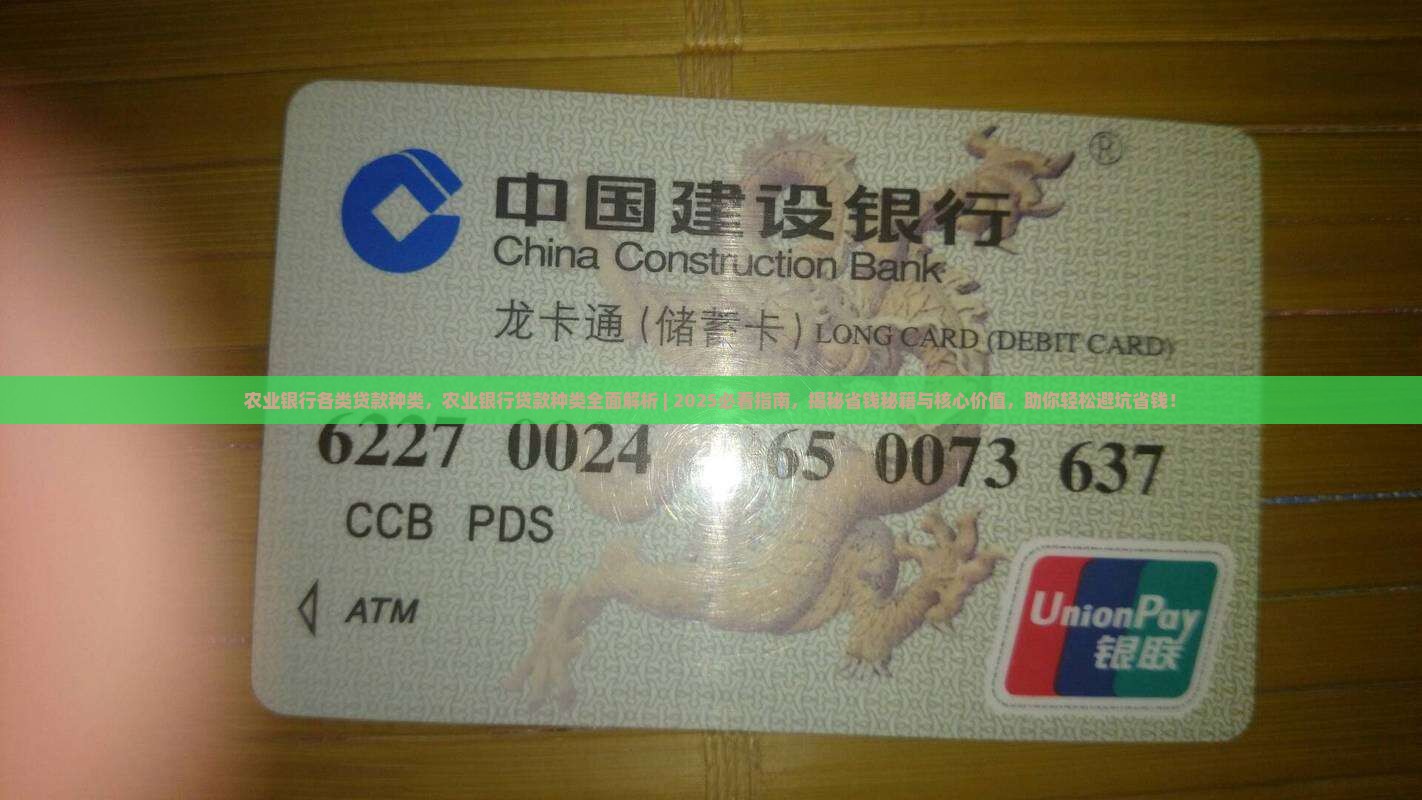 ®
中国建设银行
China Construction Bank
龙卡通(储蓄卡) LONG CARD (DEBIT CARD)
农业银行各类贷款种类，农业银行贷款种类全面解析 | 2025必看指南，揭秘省钱秘籍与核心价值，助你轻松避坑省钱！
6227 0024 65 0073 637
CCB PDS
ATM
UnionPay
银联